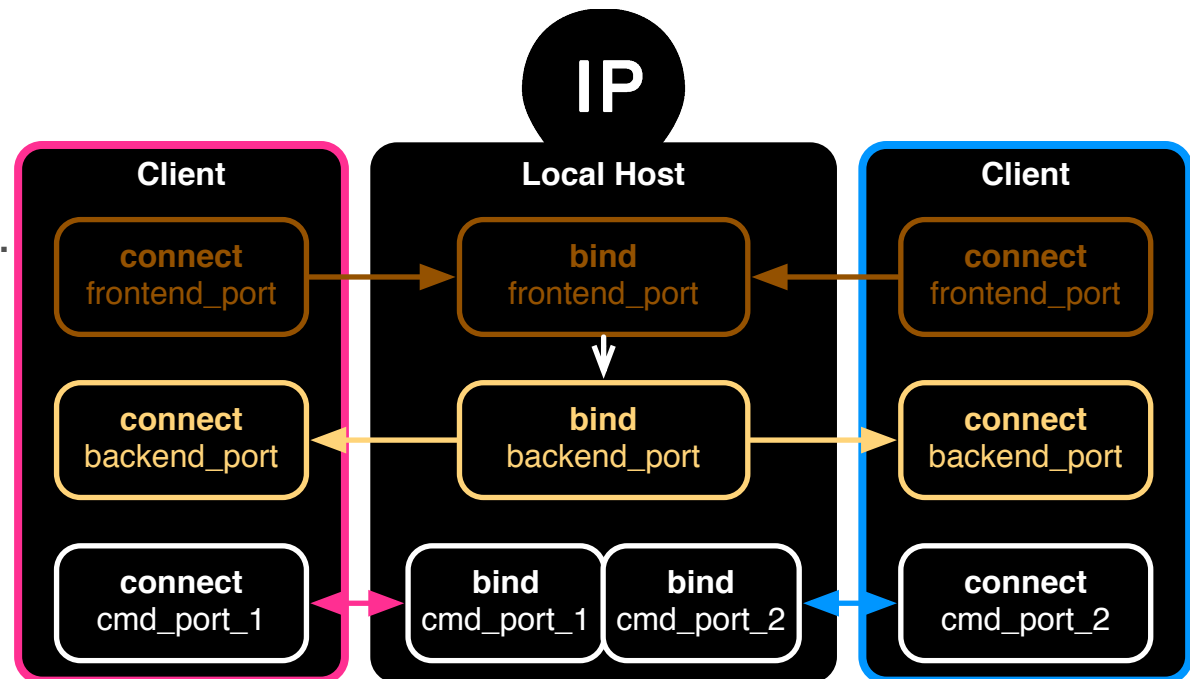 IP
Client
Local Host
Client
.
connect
frontend_port
bind
frontend_port
connect
frontend_port
connect
backend_port
bind
backend_port
connect
backend_port
connect
cmd_port_1
bind
cmd_port_1
bind
cmd_port_2
connect
cmd_port_2